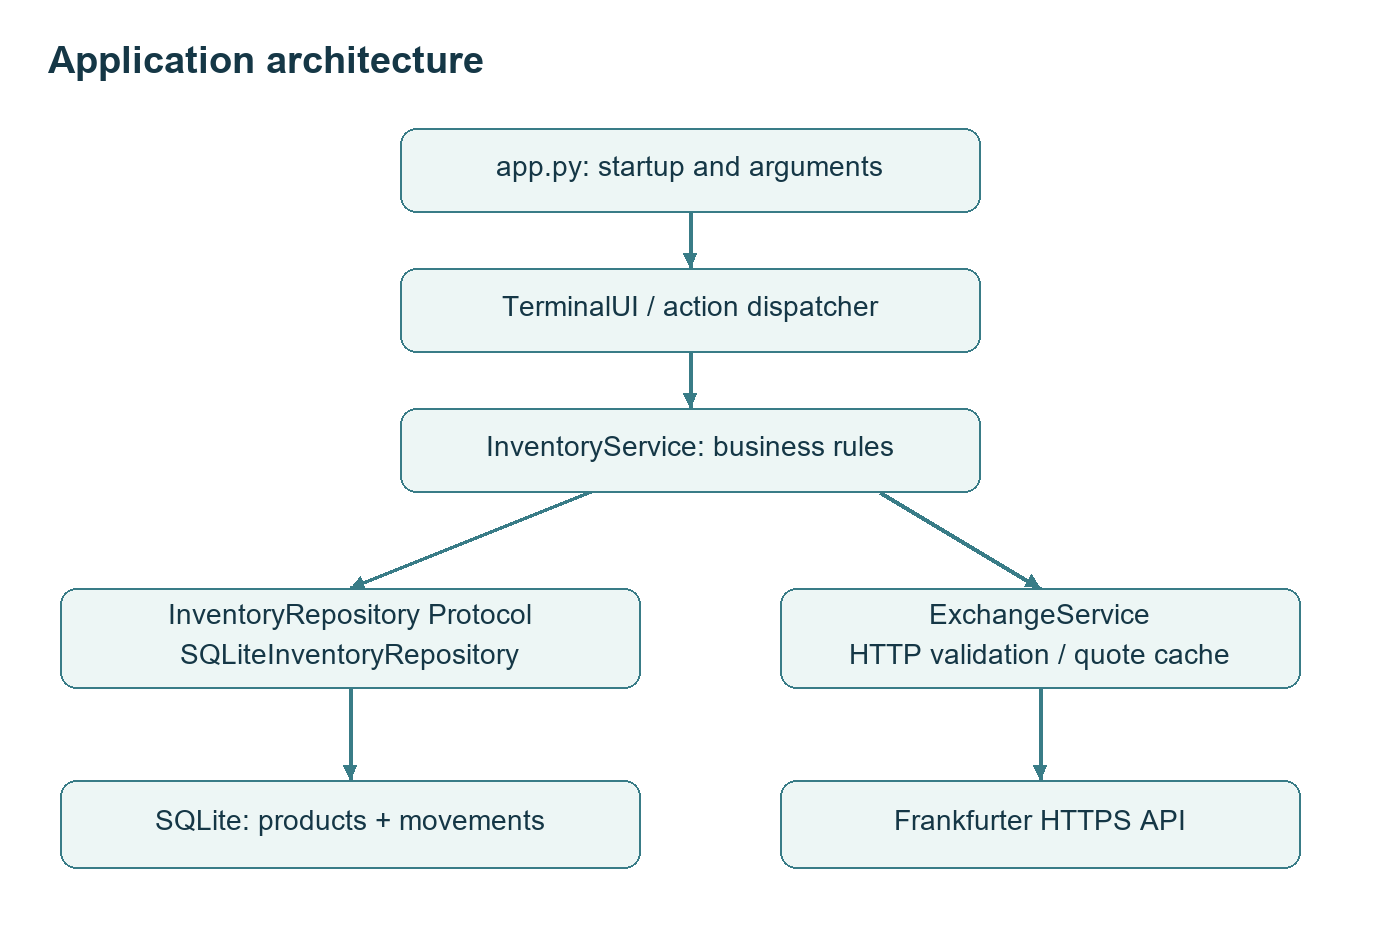 Application architecture
app.py: startup and arguments
TerminalUI / action dispatcher
InventoryService: business rules
InventoryRepository Protocol
SQLiteInventoryRepository
ExchangeService
HTTP validation / quote cache
SQLite: products + movements
Frankfurter HTTPS API